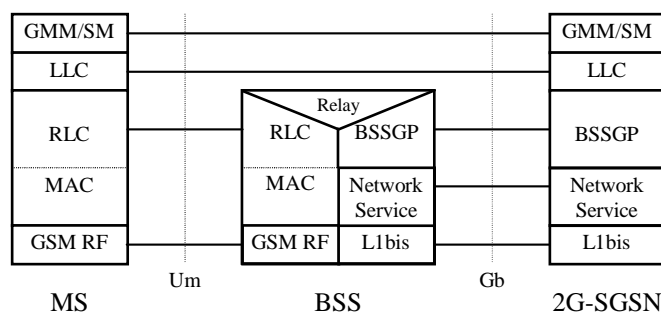 GMM/SM
GMM/SM
LLC
LLC
Relay
RLC
RLC
BSSGP
BSSGP
MAC
MAC
Network
Service
Network
Service
GSM RF
GSM RF
L1bis
L1bis
Um
Gb
MS
BSS
2G-SGSN